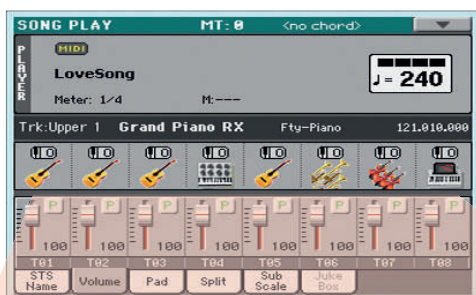 SONG PLAY MT: 0 <no chord>
PLAYER
MIDI
LoveSong
♩= 240
Meter: 1/4 M:---
Trk:Upper 1 Grand Piano RX Fty-Piano 121.010.000
P P P P P P P P
100 100 100 100 100 100 100 100
T01 T02 T03 T04 T05 T06 T07 T08
STS Name Volume Pad Split Sub Scale Juke Box